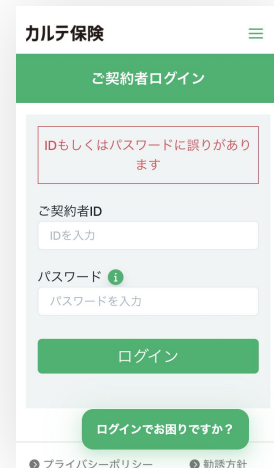 カルテ保険
ご契約者ログイン
IDもしくはパスワードに誤りがあり
ます
ご契約者ID
IDを入力
パスワード
パスワードを入力
ログイン
ログインでお困りですか？
プライバシーポリシー
勧誘方針